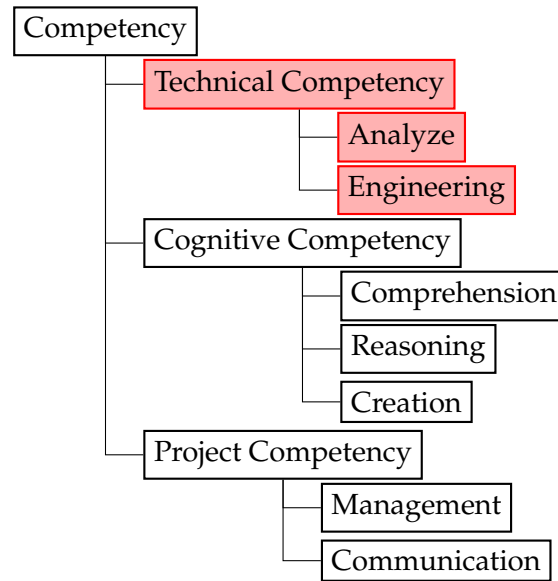 Competency
Technical Competency
Analyze
Engineering
Cognitive Competency
Comprehension
Reasoning
Creation
Project Competency
Management
Communication